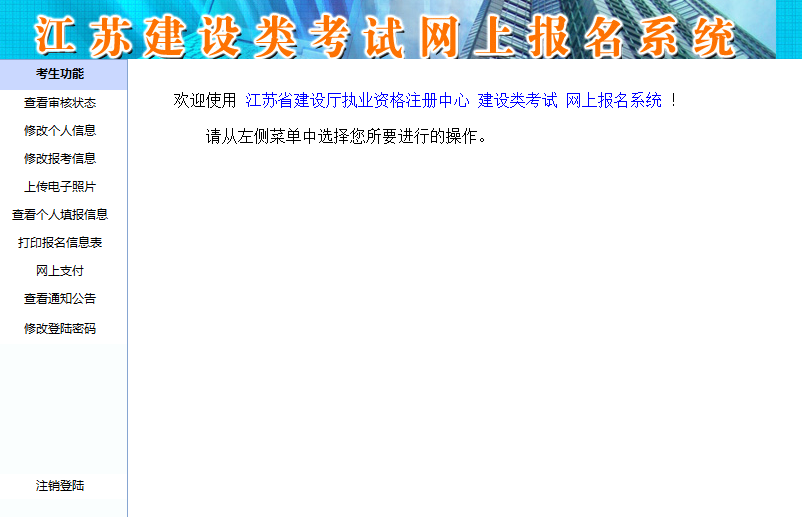 江苏建设类考试网上报名系统
考生功能
查看审核状态
修改个人信息
修改报考信息
上传电子照片
查看个人填报信息
打印报名信息表
网上支付
查看通知公告
修改登陆密码
注销登陆
欢迎使用 江苏省建设厅执业资格注册中心 建设类考试 网上报名系统 ！
请从左侧菜单中选择您所要进行的操作。